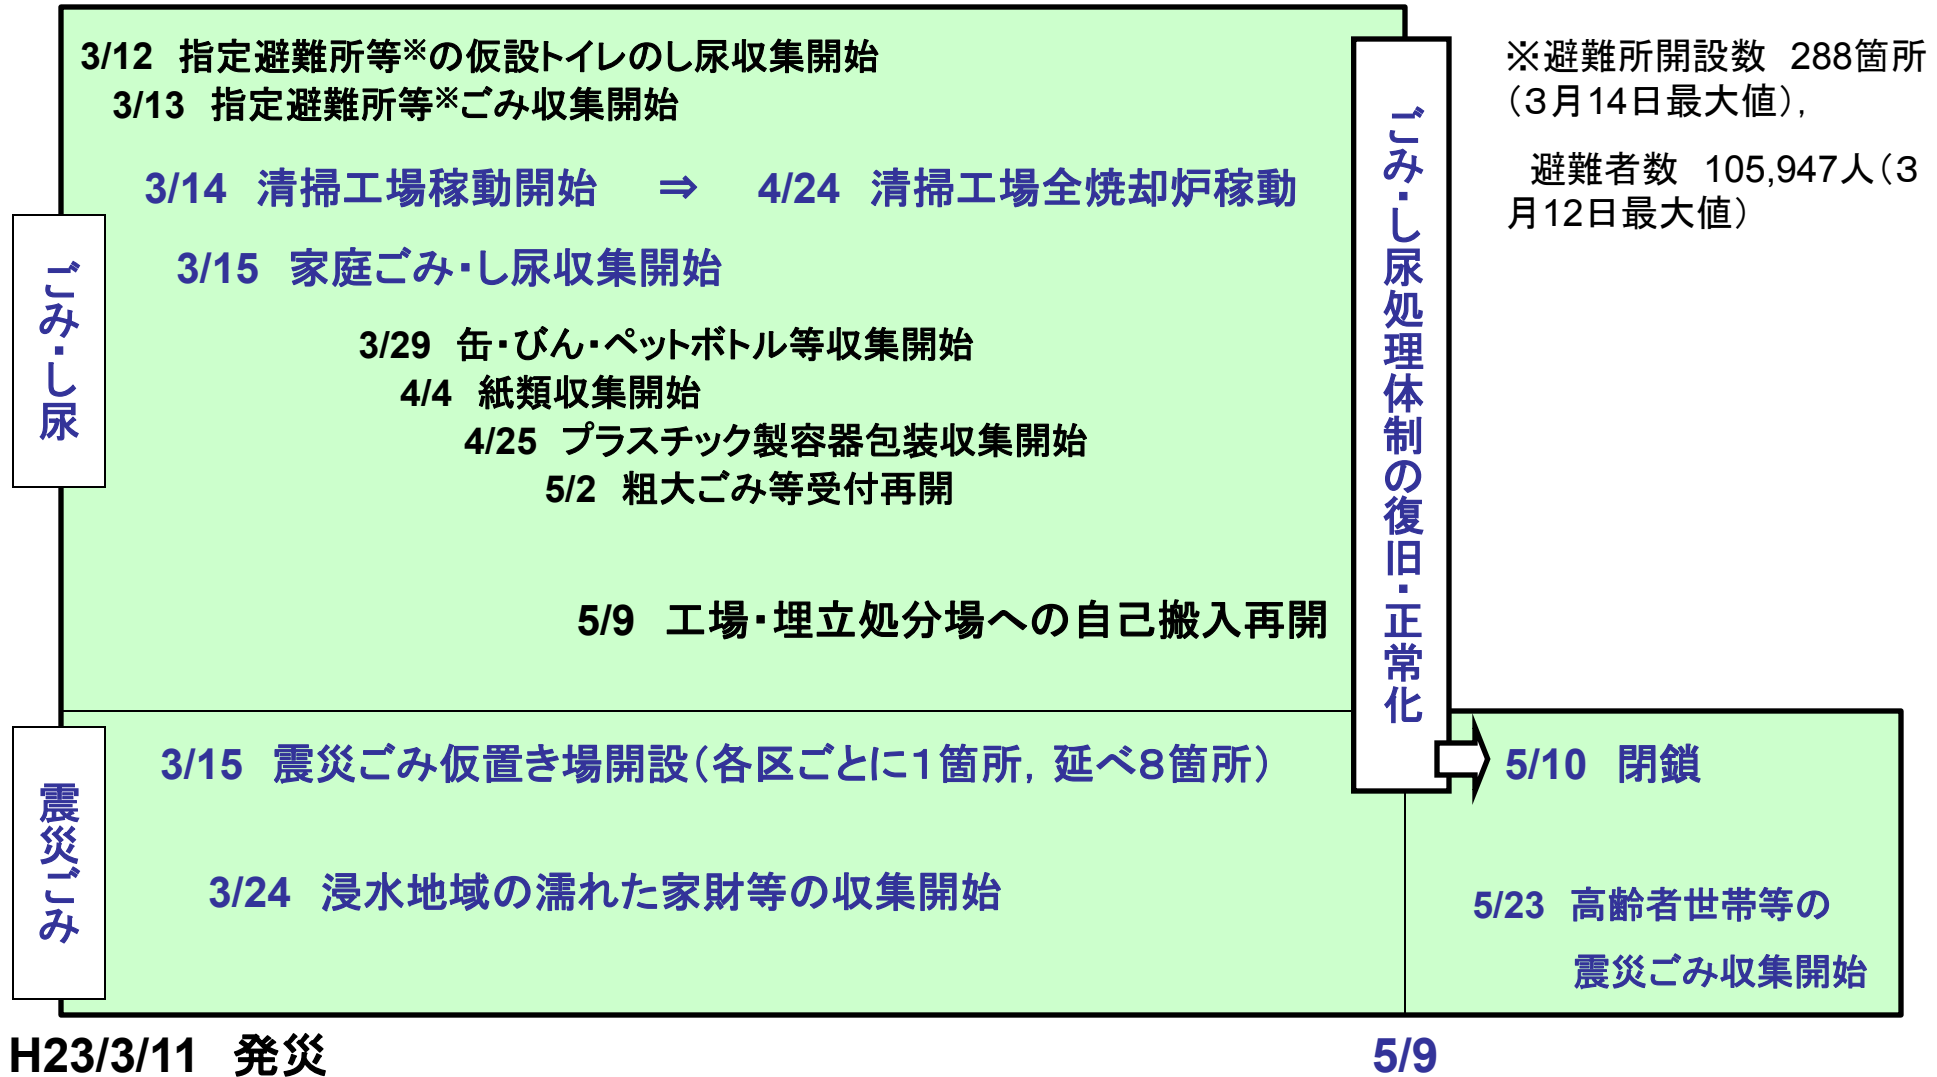 3/12 指定避難所等※の仮設トイレのし尿収集開始
3/13 指定避難所等※ごみ収集開始
3/14 清掃工場稼動開始 ⇒ 4/24 清掃工場全焼却炉稼動
3/15 家庭ごみ・し尿収集開始
3/29 缶・びん・ペットボトル等収集開始
4/4 紙類収集開始
4/25 プラスチック製容器包装収集開始
5/2 粗大ごみ等受付再開
5/9 工場・埋立処分場への自己搬入再開
ごみ・し尿
ごみ・し尿処理体制の復旧・正常化
※避難所開設数 288箇所
（３月14日最大値），
避難者数 105,947人（３
月12日最大値）
震災ごみ
3/15 震災ごみ仮置き場開設（各区ごとに１箇所，延べ８箇所）
5/10 閉鎖
3/24 浸水地域の濡れた家財等の収集開始
5/23 高齢者世帯等の
震災ごみ収集開始
H23/3/11 発災
5/9